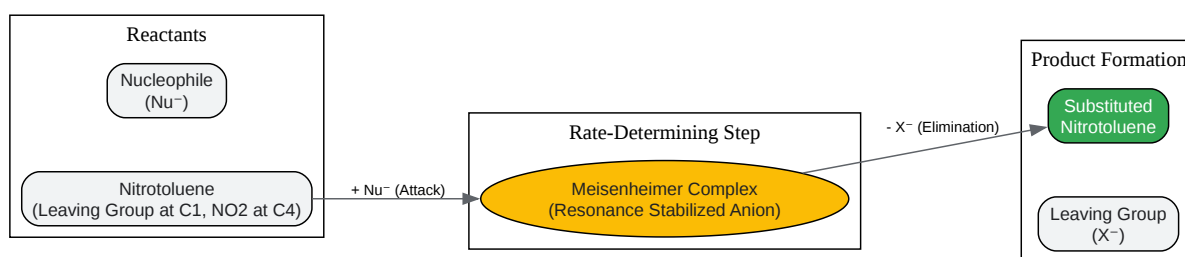 Reactants
Nucleophile
(Nu⁻)
Nitrotoluene
(Leaving Group at C1, NO2 at C4)
+ Nu⁻ (Attack)
Rate-Determining Step
Meisenheimer Complex
(Resonance Stabilized Anion)
- X⁻ (Elimination)
Product Formation
Substituted
Nitrotoluene
Leaving Group
(X⁻)